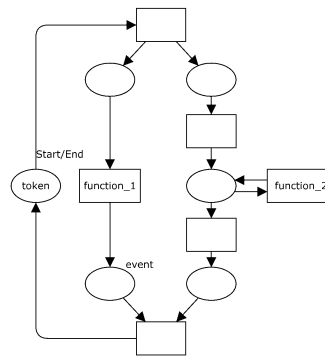 Start/End
token
function_1
function_2
event